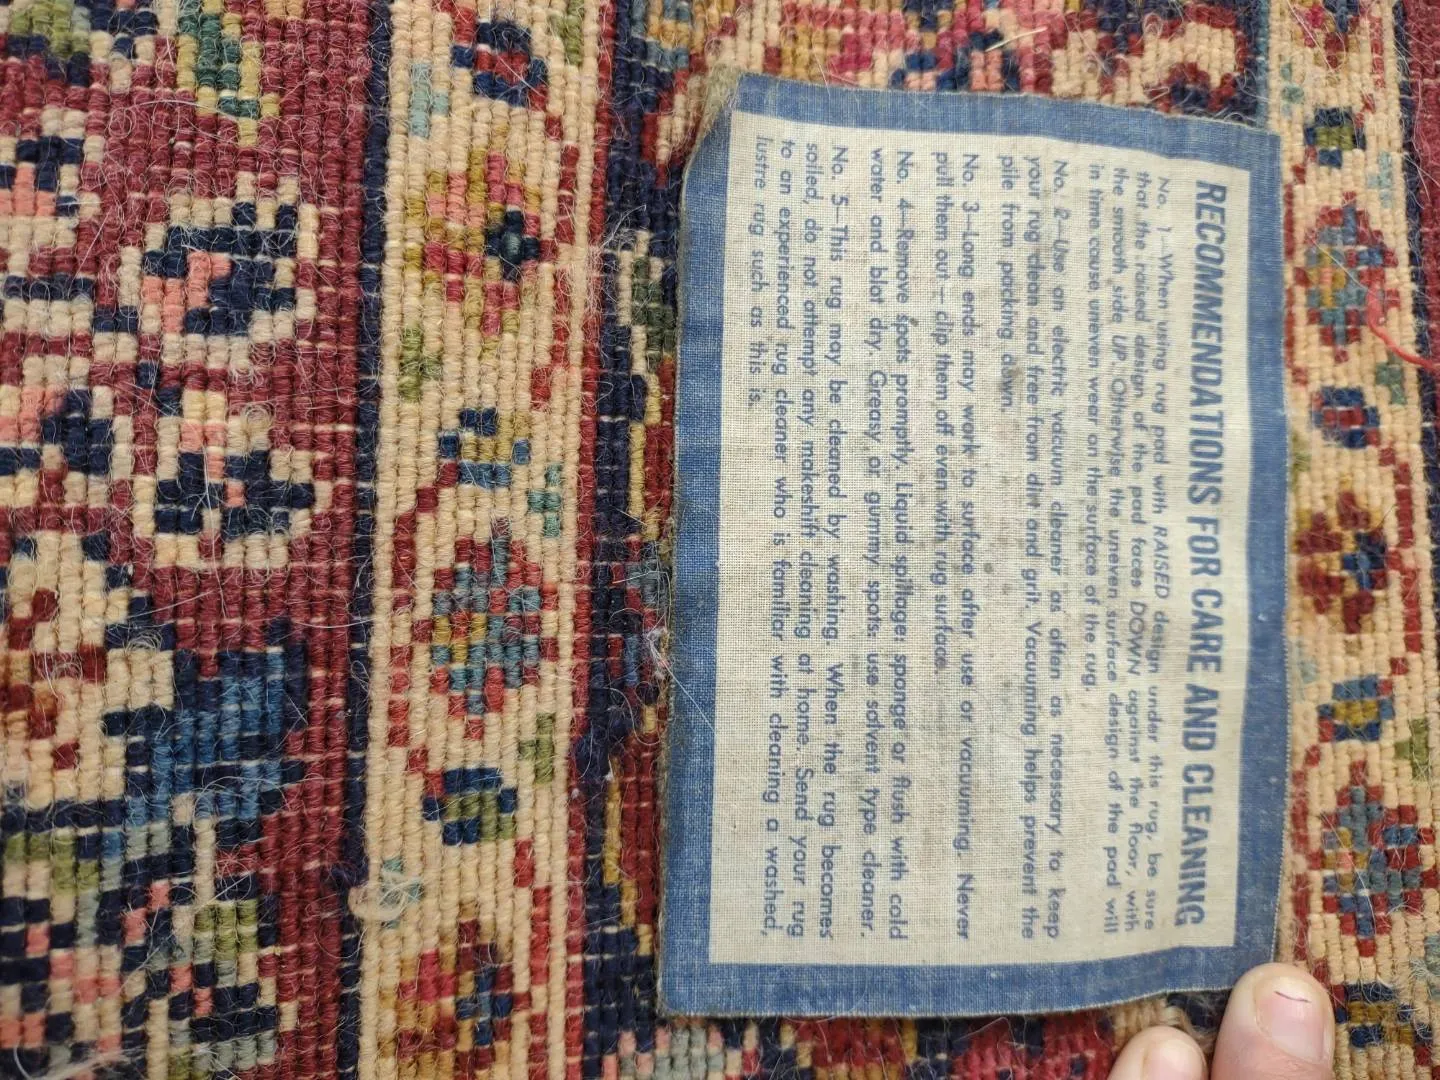 RECOMMENDATIONS FOR CARE AND CLEANING
No. 1—When using rug pad with RAISED design under this rug, be sure
that the raised design of the pad faces DOWN against the floor, with
the smooth side UP. Otherwise the uneven surface design of the pad will
in time cause uneven wear on the surface of the rug.
No. 2—Use an electric vacuum cleaner as often as necessary to keep
your rug clean and free from dirt and grit. Vacuuming helps prevent the
pile from packing down.
No. 3—Long ends may work to surface after use or vacuuming. Never
pull them out — clip them off even with rug surface.
No. 4—Remove spots promptly. Liquid spillage: sponge or flush with cold
water and blot dry. Greasy or gummy spots: use solvent type cleaner.
No. 5—This rug may be cleaned by washing. When the rug becomes
soiled, do not attempt any makeshift cleaning at home. Send your rug
to an experienced rug cleaner who is familiar with cleaning a washed,
lustre rug such as this is.